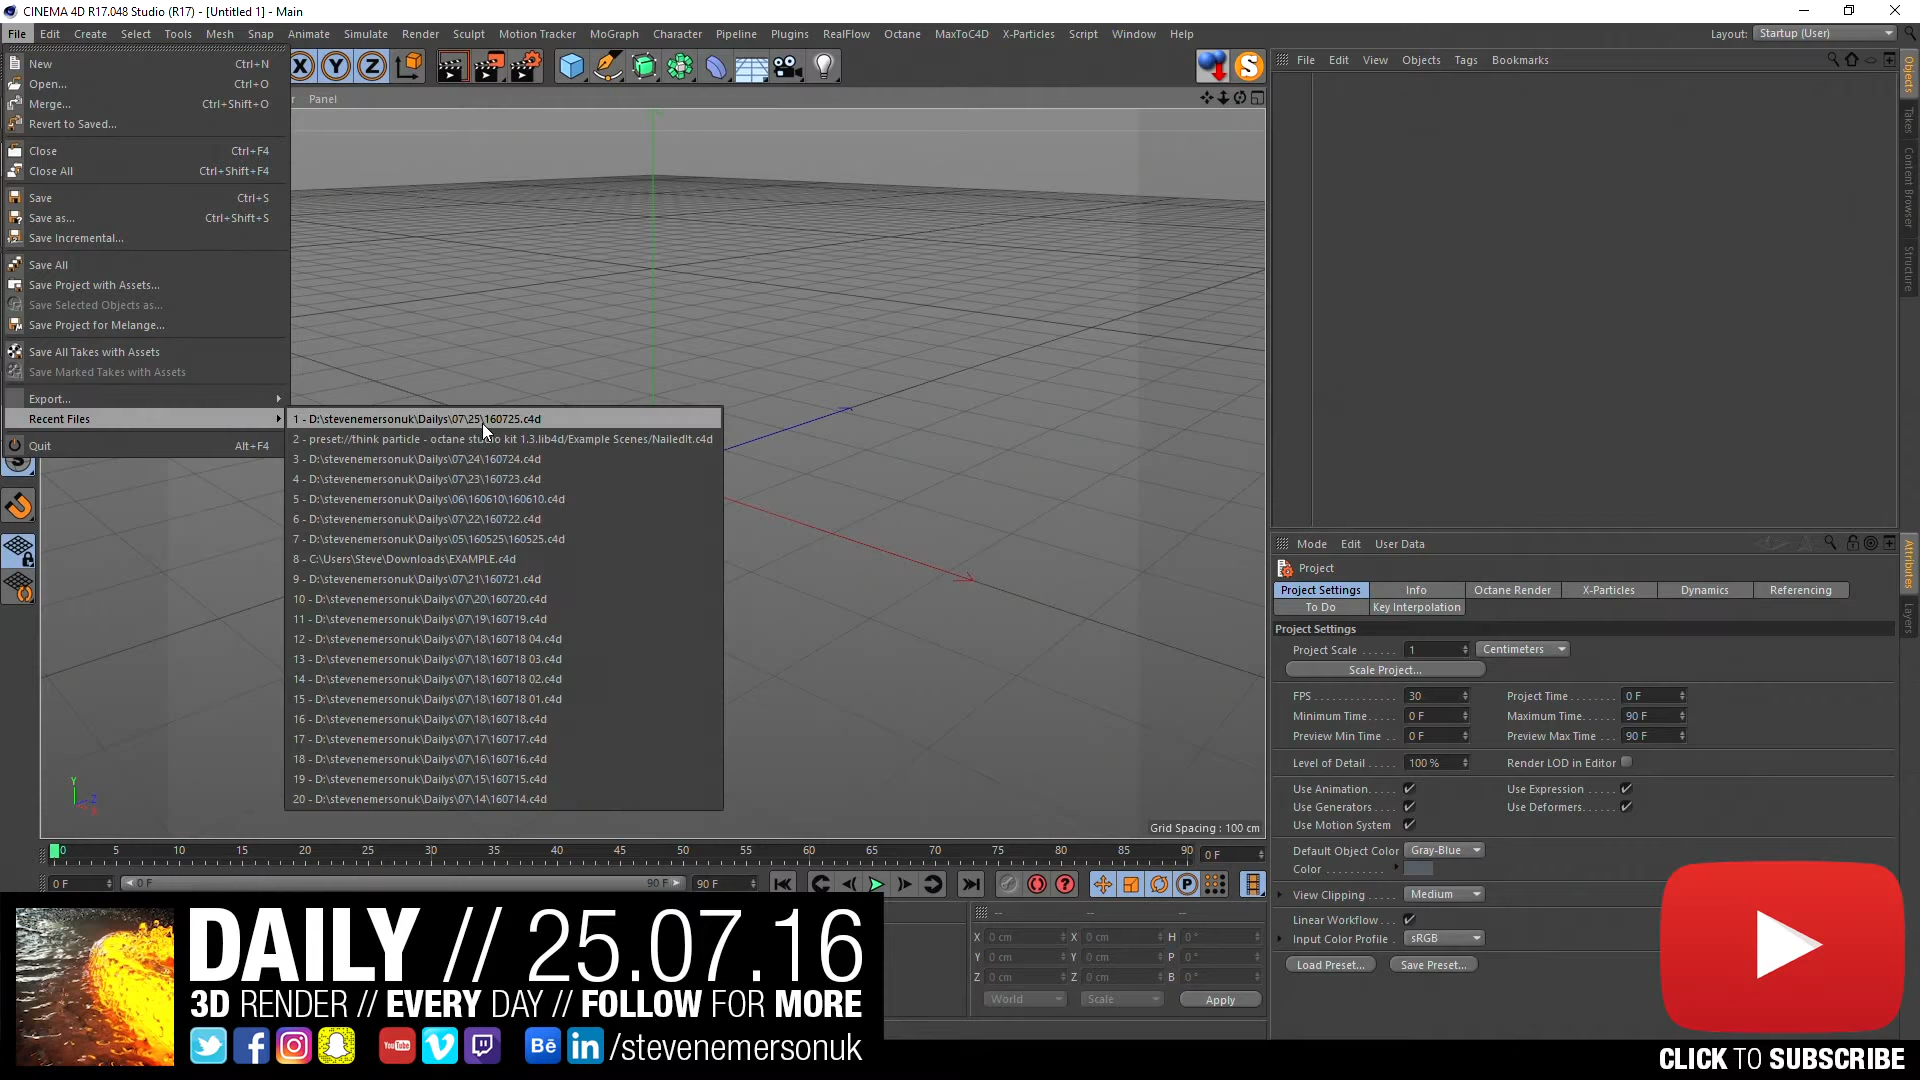 CINEMA 4D R17.048 Studio (R17) - [Untitled 1] - Main
File Edit Create Select Tools Mesh Snap Animate Simulate Render Sculpt Motion Tracker MoGraph Character Pipeline Plugins RealFlow Octane MaxToC4D X-Particles Script Window Help
Layout: Startup (User)
New Ctrl+N
Open... Ctrl+O
Merge... Ctrl+Shift+O
Revert to Saved...
Close Ctrl+F4
Close All Ctrl+Shift+F4
Save Ctrl+S
Save as... Ctrl+Shift+S
Save Incremental...
Save All
Save Project with Assets...
Save Selected Objects as...
Save Project for Melange...
Save All Takes with Assets
Save Marked Takes with Assets
Export...
Recent Files
Quit Alt+F4
1 - D:\stevenemersonuk\Dailys\07\25\160725.c4d
2 - preset://think particle - octane studio kit 1.3.lib4d/Example Scenes/NailedIt.c4d
3 - D:\stevenemersonuk\Dailys\07\24\160724.c4d
4 - D:\stevenemersonuk\Dailys\07\23\160723.c4d
5 - D:\stevenemersonuk\Dailys\06\160610\160610.c4d
6 - D:\stevenemersonuk\Dailys\07\22\160722.c4d
7 - D:\stevenemersonuk\Dailys\05\160525\160525.c4d
8 - C:\Users\Steve\Downloads\EXAMPLE.c4d
9 - D:\stevenemersonuk\Dailys\07\21\160721.c4d
10 - D:\stevenemersonuk\Dailys\07\20\160720.c4d
11 - D:\stevenemersonuk\Dailys\07\19\160719.c4d
12 - D:\stevenemersonuk\Dailys\07\18\160718 04.c4d
13 - D:\stevenemersonuk\Dailys\07\18\160718 03.c4d
14 - D:\stevenemersonuk\Dailys\07\18\160718 02.c4d
15 - D:\stevenemersonuk\Dailys\07\18\160718 01.c4d
16 - D:\stevenemersonuk\Dailys\07\18\160718.c4d
17 - D:\stevenemersonuk\Dailys\07\17\160717.c4d
18 - D:\stevenemersonuk\Dailys\07\16\160716.c4d
19 - D:\stevenemersonuk\Dailys\07\15\160715.c4d
20 - D:\stevenemersonuk\Dailys\07\14\160714.c4d
X Y Z
Panel
Y
Z
X
Grid Spacing : 100 cm
0 5 10 15 20 25 30 35 40 45 50 55 60 65 70 75 80 85 90 0 F
0 F 0 F 90 F 90 F
P
File Edit View Objects Tags Bookmarks
Objects
Takes
Content Browser
Structure
Mode Edit User Data
Attributes
Layers
Project
Project Settings Info Octane Render X-Particles Dynamics Referencing
To Do Key Interpolation
Project Settings
Project Scale 1 Centimeters
Scale Project...
FPS 30 Project Time 0 F
Minimum Time 0 F Maximum Time 90 F
Preview Min Time 0 F Preview Max Time 90 F
Level of Detail 100 % Render LOD in Editor
Use Animation Use Expression
Use Generators Use Deformers
Use Motion System
Default Object Color Gray-Blue
Color
View Clipping Medium
Linear Workflow
Input Color Profile sRGB
Load Preset... Save Preset...
-- -- --
X 0 cm X 0 cm H 0 °
Y 0 cm Y 0 cm P 0 °
Z 0 cm Z 0 cm B 0 °
World Scale Apply
DAILY // 25.07.16
3D RENDER // EVERY DAY // FOLLOW FOR MORE
You Tube Bē in /stevenemersonuk
CLICK TO SUBSCRIBE